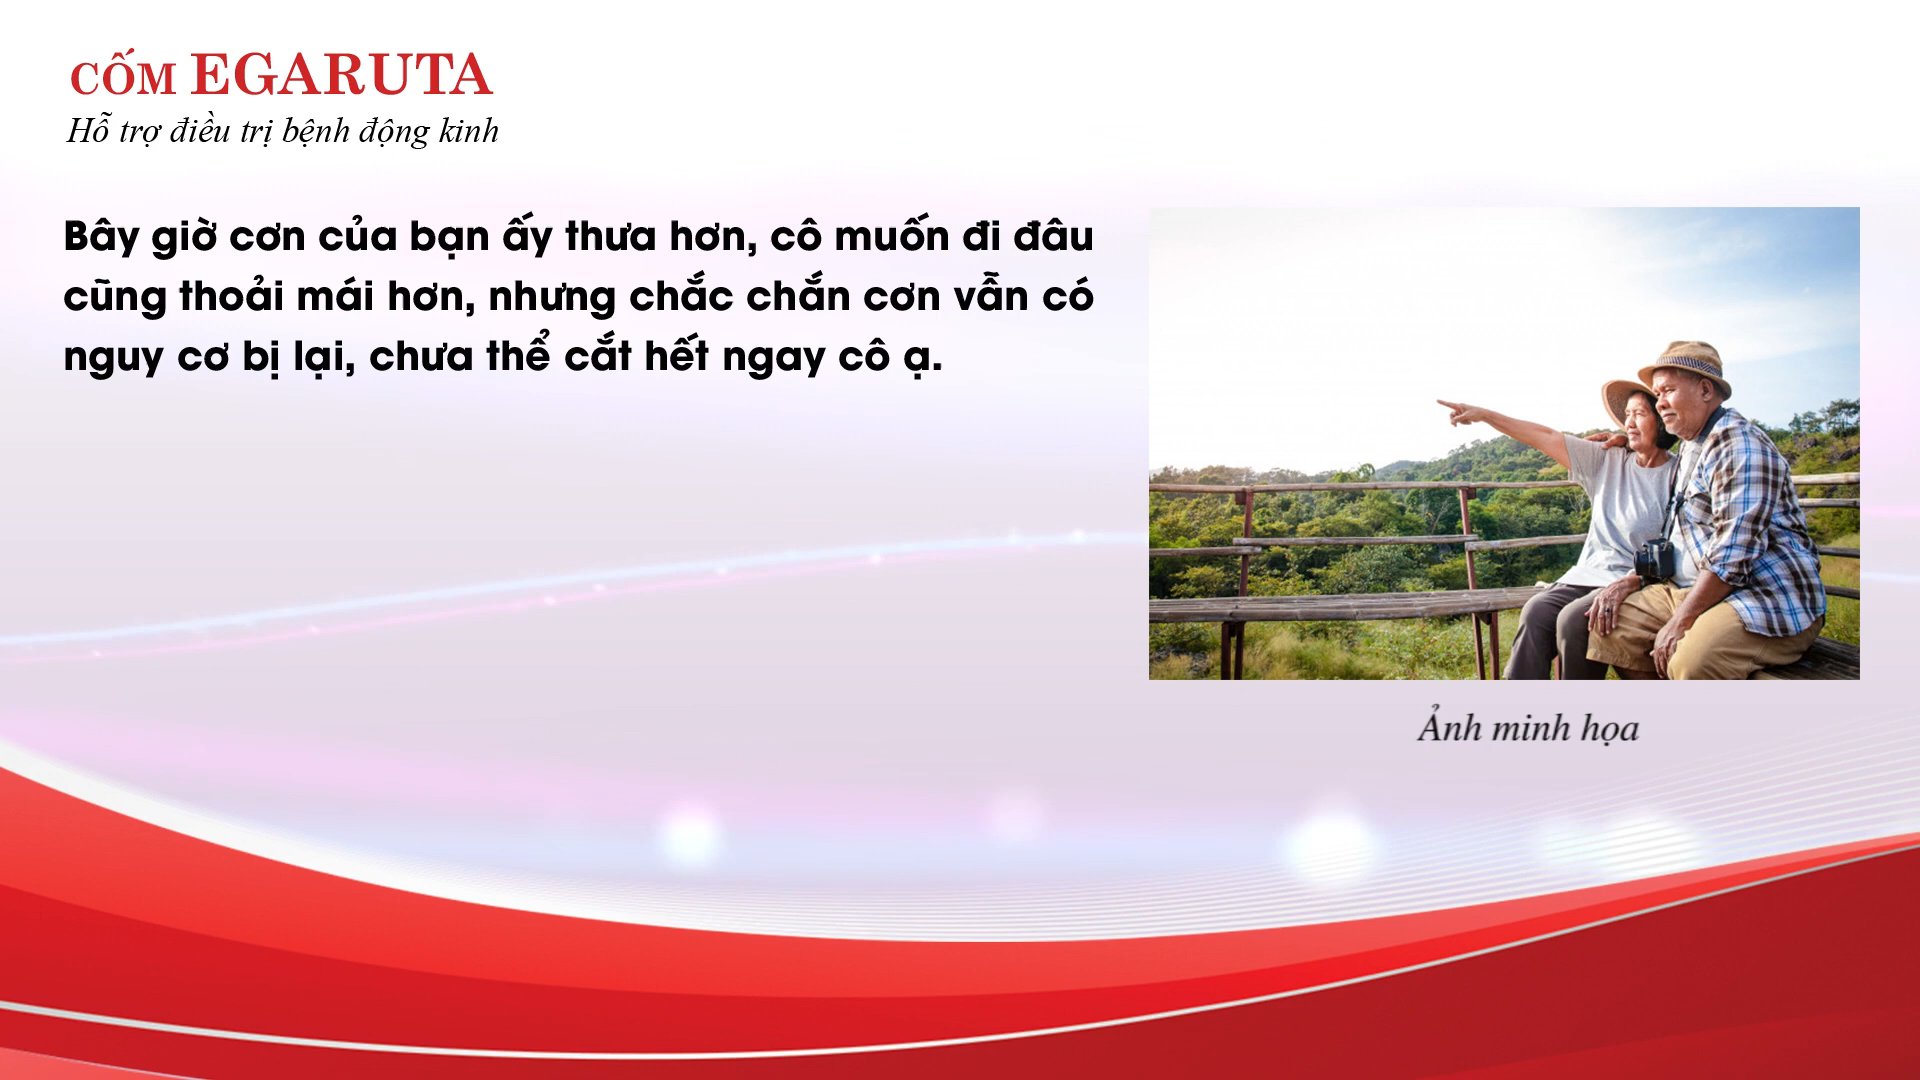 CỐM EGARUTA
Hỗ trợ điều trị bệnh động kinh
Bây giờ cơn của bạn ấy thưa hơn, cô muốn đi đâu
cũng thoải mái hơn, nhưng chắc chắn cơn vẫn có
nguy cơ bị lại, chưa thể cắt hết ngay cô ạ.
Ảnh minh họa